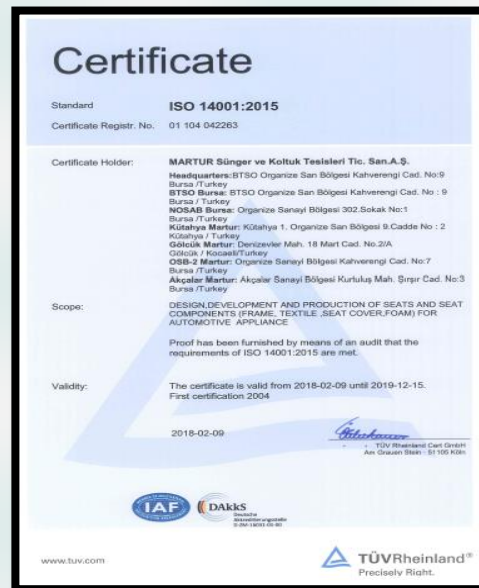 Certificate
Standard ISO 14001:2015
Certificate Registr. No. 01 104 042263
Certificate Holder: MARTUR Sünger ve Koltuk Tesisleri Tic. San.A.Ş.
Headquarters:BTSO Organize San Bölgesi Kahverengi Cad. No:9
Bursa /Turkey
BTSO Bursa: BTSO Organize San Bölgesi Kahverengi Cad. No : 9
Bursa / Turkey
NOSAB Bursa: Organize Sanayi Bölgesi 302.Sokak No:1
Bursa /Turkey
Kütahya Martur: Kütahya 1. Organize San Bölgesi 9.Cadde No : 2
Kütahya / Turkey
Gölcük Martur: Denizevler Mah. 18 Mart Cad. No.2/A
Gölcük / Kocaeli/Turkey
OSB-2 Martur: Organize Sanayi Bölgesi Kahverengi Cad. No:7
Bursa /Turkey
Akçalar Martur: Akçalar Sanayi Bölgesi Kurtuluş Mah. Şırşır Cad. No:3
Bursa /Turkey
Scope: DESIGN,DEVELOPMENT AND PRODUCTION OF SEATS AND SEAT
COMPONENTS (FRAME, TEXTILE ,SEAT COVER,FOAM) FOR
AUTOMOTIVE APPLIANCE
Proof has been furnished by means of an audit that the
requirements of ISO 14001:2015 are met.
Validity: The certificate is valid from 2018-02-09 until 2019-12-15.
First certification 2004
2018-02-09
TÜV Rheinland Cert GmbH
Am Grauen Stein · 51105 Köln
IAF
DAkkS
Deutsche
Akkreditierungsstelle
www.tuv.com
TÜVRheinland®
Precisely Right.